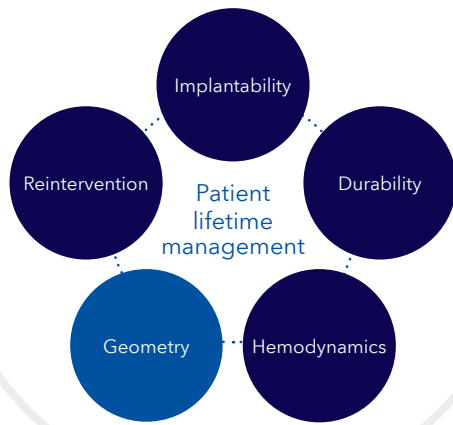 Implantability
Reintervention
Durability
Patient
lifetime
management
Geometry
Hemodynamics